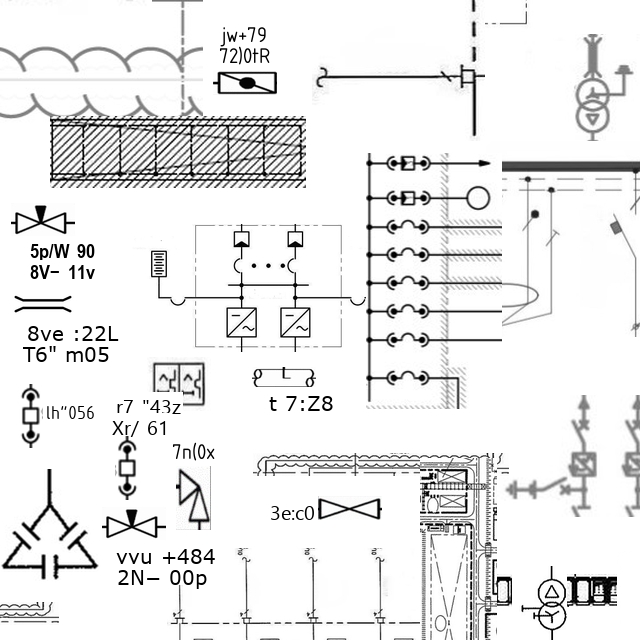 jw+79
72)0tR
5p/W 90
8V− 11v
8ve :22L
T6" m05
L
t 7:Z8
lh"056
r7 "43z
Xr/ 61
7n(0x
3e:c0
vvu +484
2N− 00p